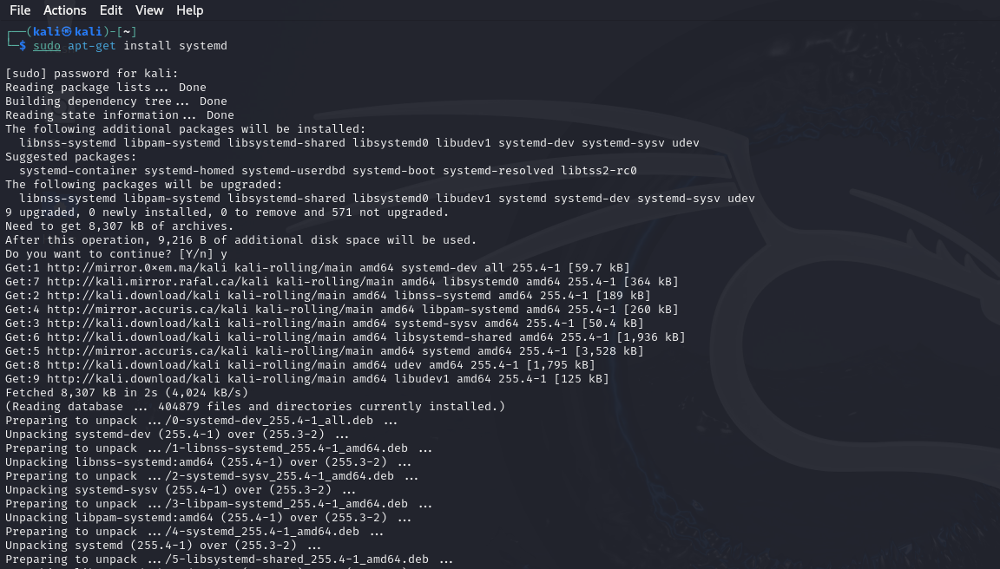 File Actions Edit View Help
┌──(kali㉿kali)-[~]
└─$ sudo apt-get install systemd
[sudo] password for kali:
Reading package lists... Done
Building dependency tree... Done
Reading state information... Done
The following additional packages will be installed:
libnss-systemd libpam-systemd libsystemd-shared libsystemd0 libudev1 systemd-dev systemd-sysv udev
Suggested packages:
systemd-container systemd-homed systemd-userdbd systemd-boot systemd-resolved libtss2-rc0
The following packages will be upgraded:
libnss-systemd libpam-systemd libsystemd-shared libsystemd0 libudev1 systemd systemd-dev systemd-sysv udev
9 upgraded, 0 newly installed, 0 to remove and 571 not upgraded.
Need to get 8,307 kB of archives.
After this operation, 9,216 B of additional disk space will be used.
Do you want to continue? [Y/n] y
Get:1 http://mirror.0×em.ma/kali kali-rolling/main amd64 systemd-dev all 255.4-1 [59.7 kB]
Get:7 http://kali.mirror.rafal.ca/kali kali-rolling/main amd64 libsystemd0 amd64 255.4-1 [364 kB]
Get:2 http://kali.download/kali kali-rolling/main amd64 libnss-systemd amd64 255.4-1 [189 kB]
Get:4 http://mirror.accuris.ca/kali kali-rolling/main amd64 libpam-systemd amd64 255.4-1 [260 kB]
Get:3 http://kali.download/kali kali-rolling/main amd64 systemd-sysv amd64 255.4-1 [50.4 kB]
Get:6 http://kali.download/kali kali-rolling/main amd64 libsystemd-shared amd64 255.4-1 [1,936 kB]
Get:5 http://mirror.accuris.ca/kali kali-rolling/main amd64 systemd amd64 255.4-1 [3,528 kB]
Get:8 http://kali.download/kali kali-rolling/main amd64 udev amd64 255.4-1 [1,795 kB]
Get:9 http://kali.download/kali kali-rolling/main amd64 libudev1 amd64 255.4-1 [125 kB]
Fetched 8,307 kB in 2s (4,024 kB/s)
(Reading database ... 404879 files and directories currently installed.)
Preparing to unpack .../0-systemd-dev_255.4-1_all.deb ...
Unpacking systemd-dev (255.4-1) over (255.3-2) ...
Preparing to unpack .../1-libnss-systemd_255.4-1_amd64.deb ...
Unpacking libnss-systemd:amd64 (255.4-1) over (255.3-2) ...
Preparing to unpack .../2-systemd-sysv_255.4-1_amd64.deb ...
Unpacking systemd-sysv (255.4-1) over (255.3-2) ...
Preparing to unpack .../3-libpam-systemd_255.4-1_amd64.deb ...
Unpacking libpam-systemd:amd64 (255.4-1) over (255.3-2) ...
Preparing to unpack .../4-systemd_255.4-1_amd64.deb ...
Unpacking systemd (255.4-1) over (255.3-2) ...
Preparing to unpack .../5-libsystemd-shared_255.4-1_amd64.deb ...